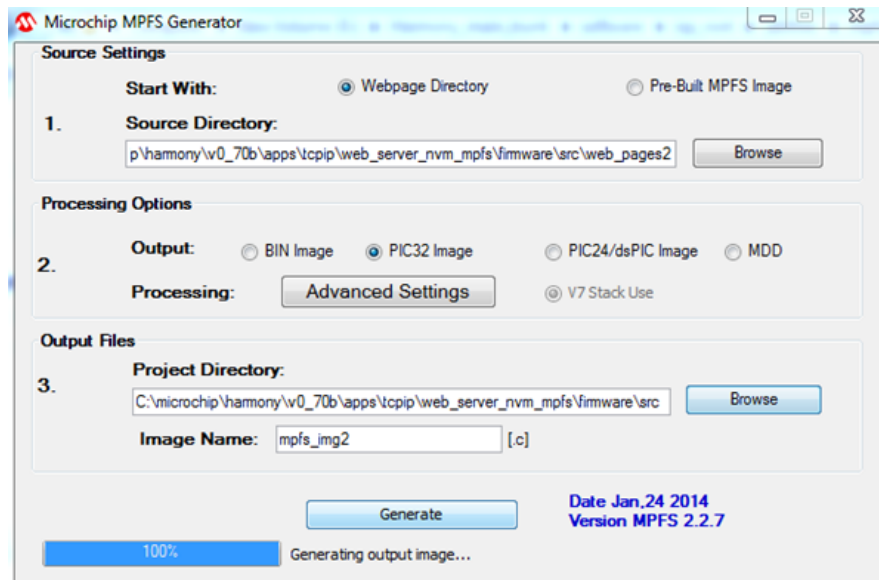 Microchip MPFS Generator
Source Settings
Start With: Webpage Directory Pre-Built MPFS Image
1. Source Directory:
p\harmony\v0_70b\apps\tcpip\web_server_nvm_mpfs\firmware\src\web_pages2 Browse
Processing Options
2. Output: BIN Image PIC32 Image PIC24/dsPIC Image MDD
Processing: Advanced Settings V7 Stack Use
Output Files
3. Project Directory:
C:\microchip\harmony\v0_70b\apps\tcpip\web_server_nvm_mpfs\firmware\src Browse
Image Name: mpfs_img2 [.c]
Generate
Date Jan,24 2014
Version MPFS 2.2.7
100% Generating output image...